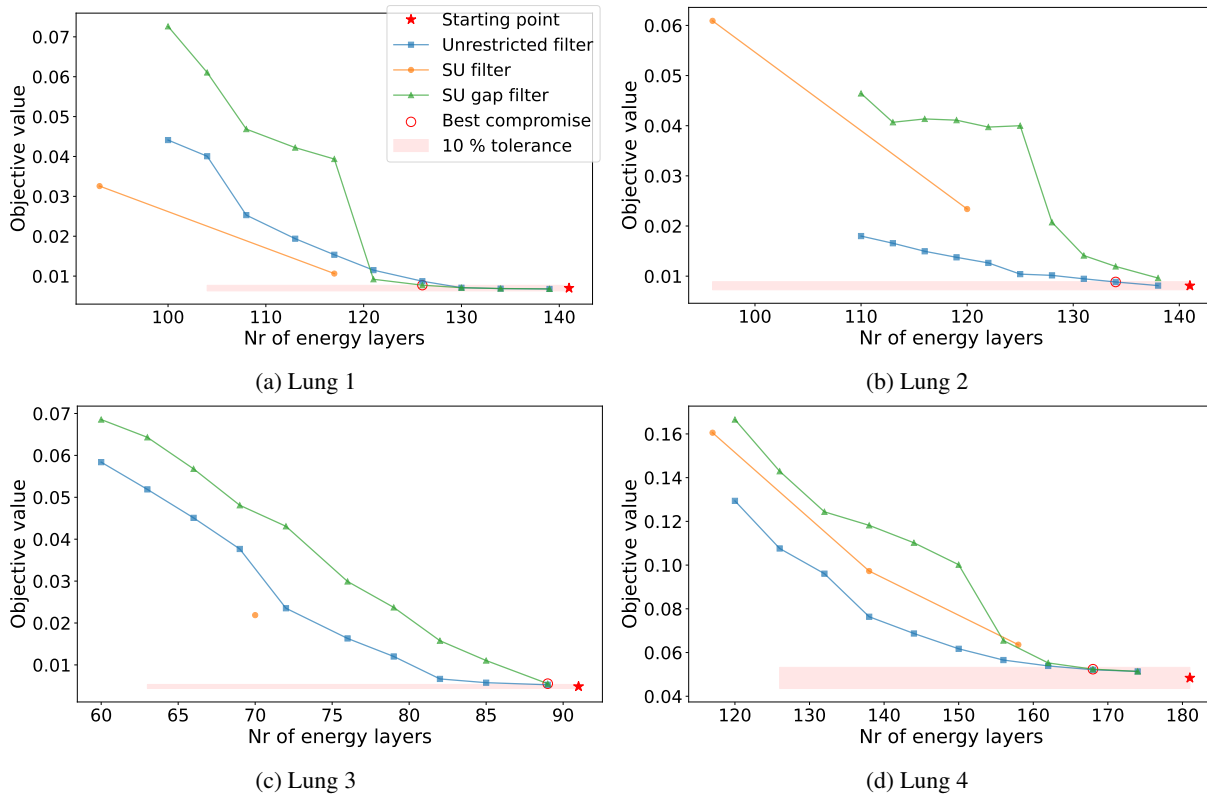 0.07
0.06
0.05
0.04
0.03
0.02
0.01
Objective value
100 110 120 130 140
Nr of energy layers
Starting point
Unrestricted filter
SU filter
SU gap filter
Best compromise
10 % tolerance
(a) Lung 1
0.06
0.05
0.04
0.03
0.02
0.01
Objective value
100 110 120 130 140
Nr of energy layers
(b) Lung 2
0.07
0.06
0.05
0.04
0.03
0.02
0.01
Objective value
60 65 70 75 80 85 90
Nr of energy layers
(c) Lung 3
0.16
0.14
0.12
0.10
0.08
0.06
0.04
Objective value
120 130 140 150 160 170 180
Nr of energy layers
(d) Lung 4